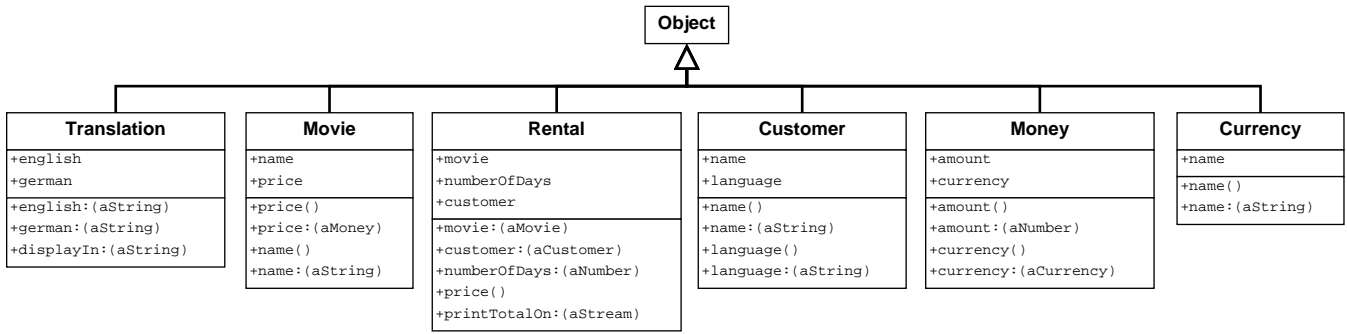 Object
Translation
+english
+german
+english:(aString)
+german:(aString)
+displayIn:(aString)
Movie
+name
+price
+price()
+price:(aMoney)
+name()
+name:(aString)
Rental
+movie
+numberOfDays
+customer
+movie:(aMovie)
+customer:(aCustomer)
+numberOfDays:(aNumber)
+price()
+printTotalOn:(aStream)
Customer
+name
+language
+name()
+name:(aString)
+language()
+language:(aString)
Money
+amount
+currency
+amount()
+amount:(aNumber)
+currency()
+currency:(aCurrency)
Currency
+name
+name()
+name:(aString)